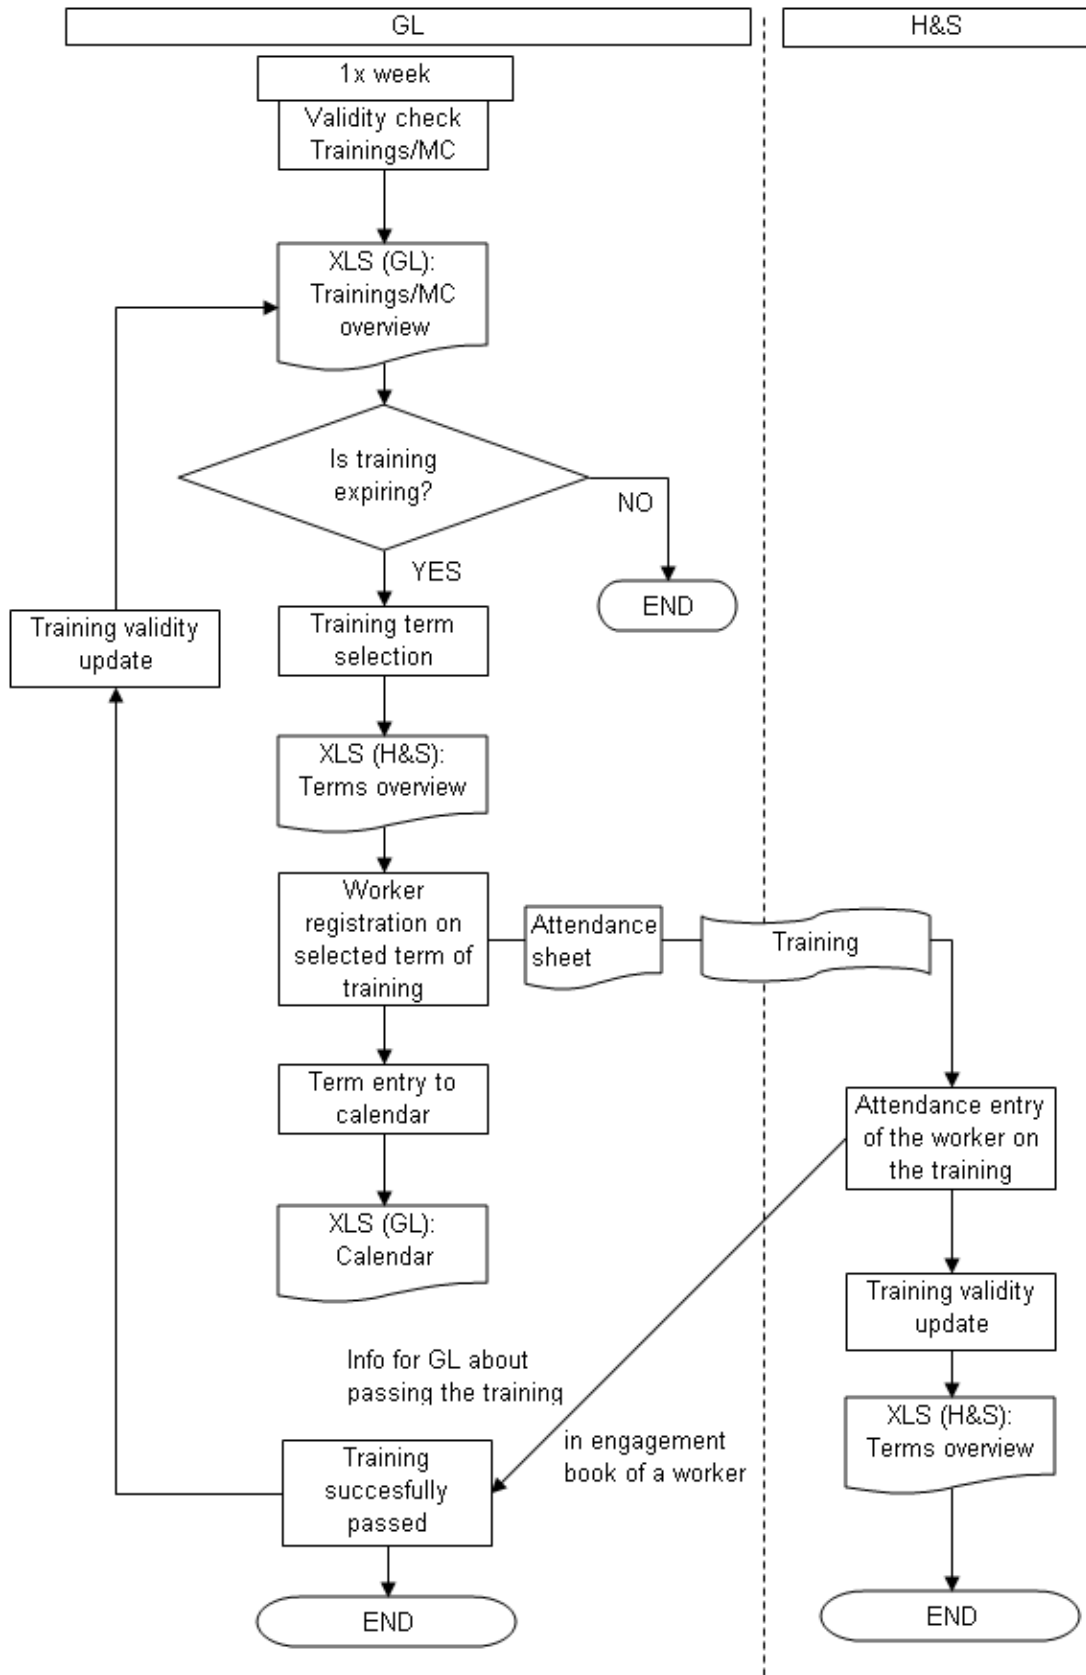 GL
H&S
1x week
Validity check
Trainings/MC
XLS (GL):
Trainings/MC
overview
Is training
expiring?
NO
YES
END
Training validity
update
Training term
selection
XLS (H&S):
Terms overview
Worker
registration on
selected term of
training
Attendance
sheet
Training
Term entry to
calendar
Attendance entry
of the worker on
the training
XLS (GL):
Calendar
Training validity
update
Info for GL about
passing the training
in engagement
book of a worker
XLS (H&S):
Terms overview
Training
succesfully
passed
END
END